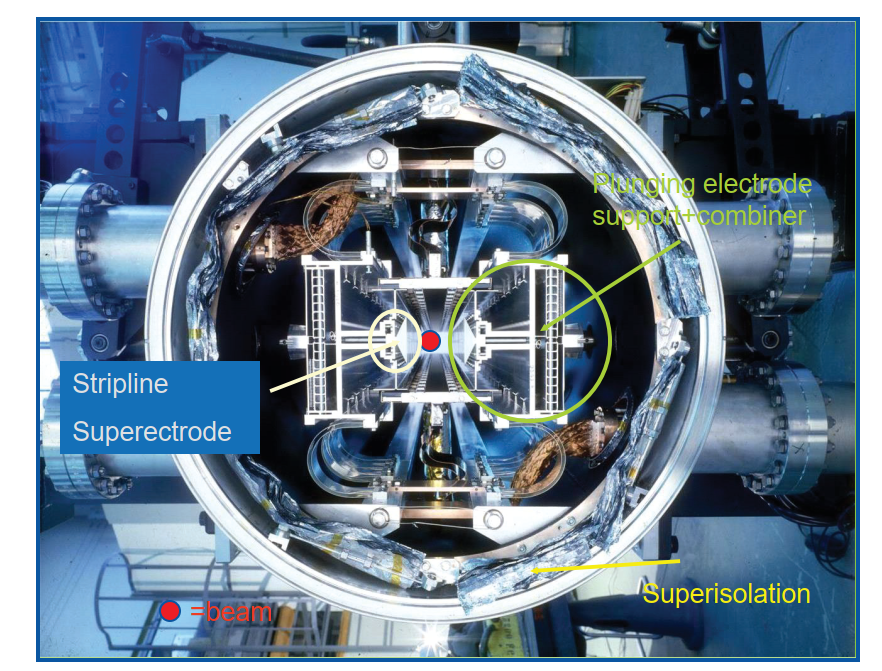 Plunging electrode
support+combiner
Stripline
Superectrode
Superisolation
=beam